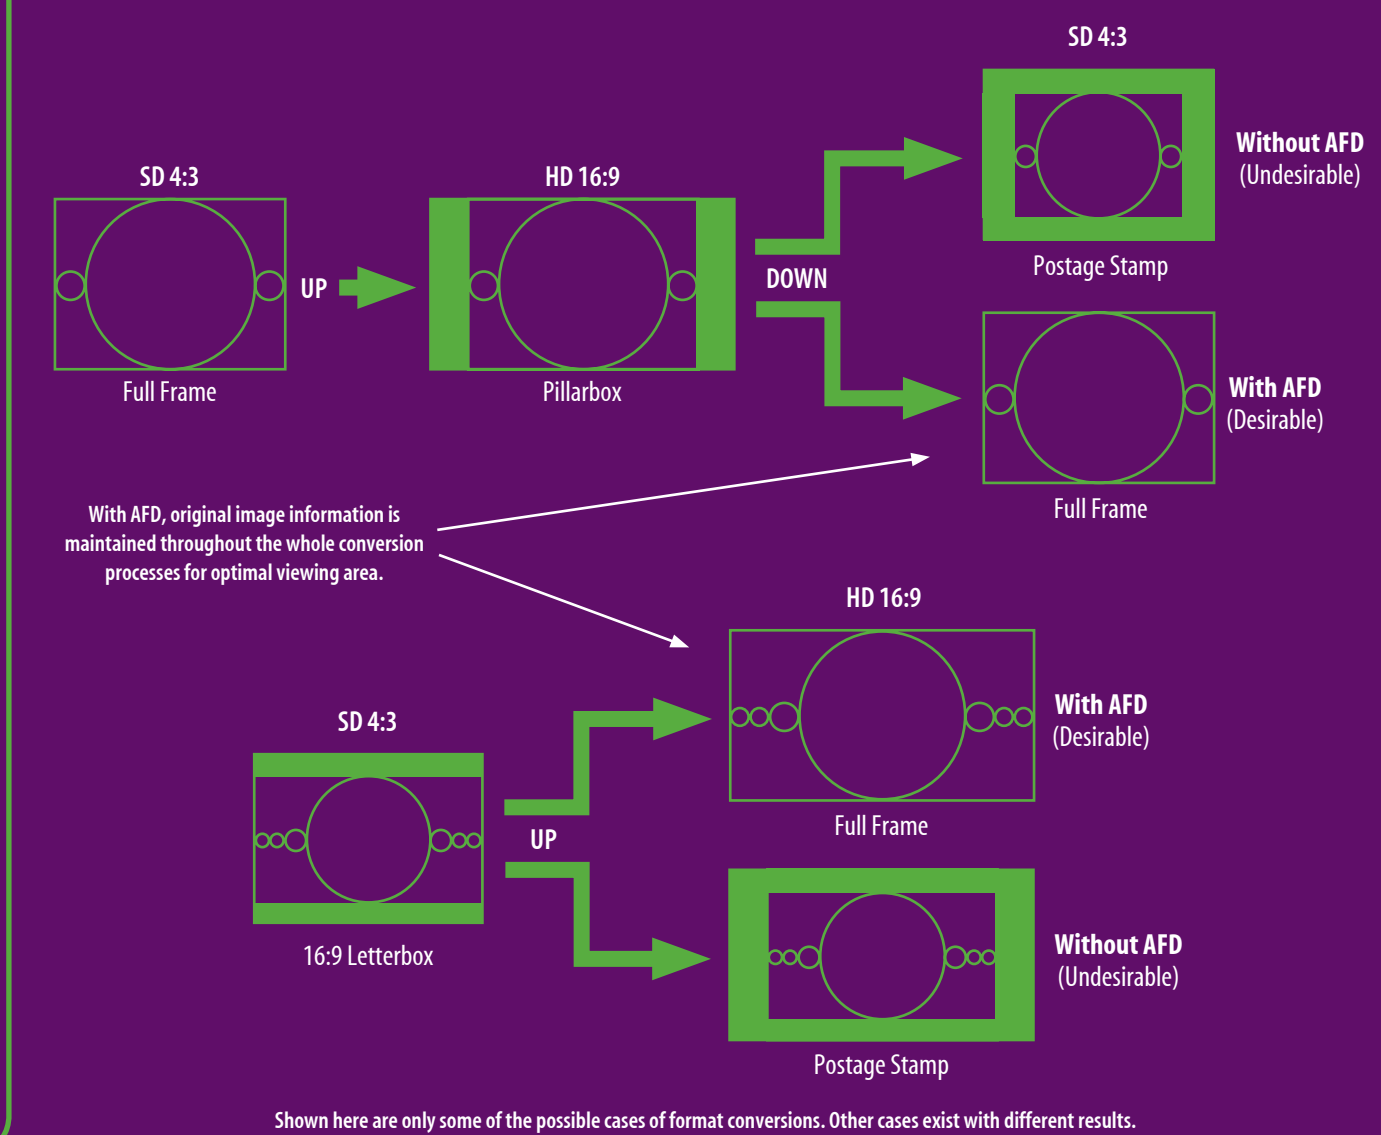 SD 4:3
Without AFD
(Undesirable)
Postage Stamp
SD 4:3
Full Frame
UP
HD 16:9
Pillarbox
DOWN
With AFD
(Desirable)
Full Frame
With AFD, original image information is
maintained throughout the whole conversion
processes for optimal viewing area.
HD 16:9
With AFD
(Desirable)
Full Frame
SD 4:3
16:9 Letterbox
UP
Without AFD
(Undesirable)
Postage Stamp
Shown here are only some of the possible cases of format conversions. Other cases exist with different results.